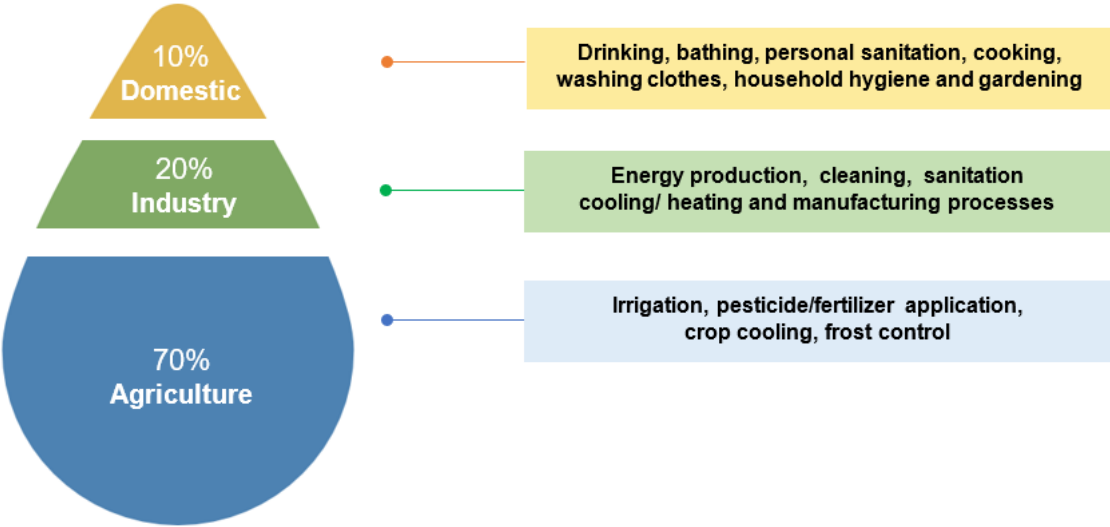 10%
Domestic
Drinking, bathing, personal sanitation, cooking,
washing clothes, household hygiene and gardening
20%
Industry
Energy production, cleaning, sanitation
cooling/ heating and manufacturing processes
70%
Agriculture
Irrigation, pesticide/fertilizer application,
crop cooling, frost control